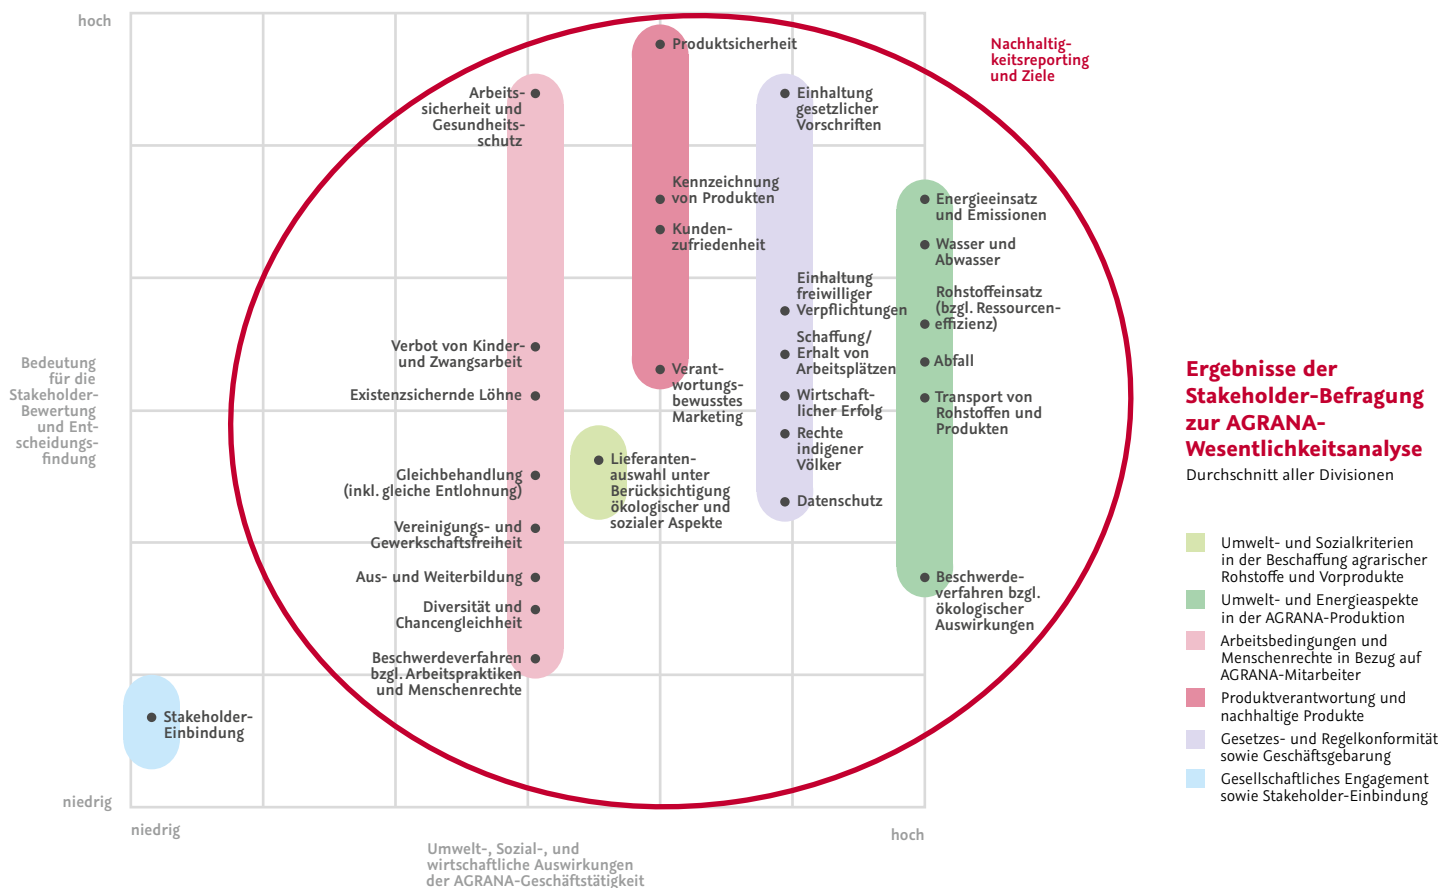 hoch
Nachhaltig-
keitsreporting
und Ziele
Produktsicherheit
Arbeits-
sicherheit und
Gesundheits-
schutz
Einhaltung
gesetzlicher
Vorschriften
Kennzeichnung
von Produkten
Kunden-
zufriedenheit
Energieeinsatz
und Emissionen
Wasser und
Abwasser
Einhaltung
freiwilliger
Verpflichtungen
Rohstoffeinsatz
(bzgl. Ressourcen-
effizienz)
Schaffung/
Erhalt von
Arbeitsplätzen
Verbot von Kinder-
und Zwangsarbeit
Abfall
Verant-
wortungs-
bewusstes
Marketing
Existenzsichernde Löhne
Wirtschaft-
licher Erfolg
Transport von
Rohstoffen und
Produkten
Rechte
indigener
Völker
Bedeutung
für die
Stakeholder-
Bewertung
und Ent-
scheidungs-
findung
Lieferanten-
auswahl unter
Berücksichtigung
ökologischer und
sozialer Aspekte
Gleichbehandlung
(inkl. gleiche Entlohnung)
Datenschutz
Vereinigungs- und
Gewerkschaftsfreiheit
Aus- und Weiterbildung
Beschwerde-
verfahren bzgl.
ökologischer
Auswirkungen
Diversität und
Chancengleichheit
Beschwerdeverfahren
bzgl. Arbeitspraktiken
und Menschenrechte
Stakeholder-
Einbindung
niedrig
niedrig
hoch
Umwelt-, Sozial-, und
wirtschaftliche Auswirkungen
der AGRANA-Geschäftstätigkeit
Ergebnisse der
Stakeholder-Befragung
zur AGRANA-
Wesentlichkeitsanalyse
Durchschnitt aller Divisionen
Umwelt- und Sozialkriterien
in der Beschaffung agrarischer
Rohstoffe und Vorprodukte
Umwelt- und Energieaspekte
in der AGRANA-Produktion
Arbeitsbedingungen und
Menschenrechte in Bezug auf
AGRANA-Mitarbeiter
Produktverantwortung und
nachhaltige Produkte
Gesetzes- und Regelkonformität
sowie Geschäftsgebarung
Gesellschaftliches Engagement
sowie Stakeholder-Einbindung